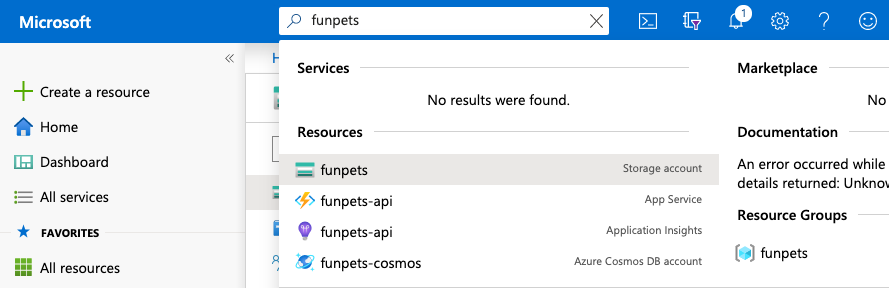 Microsoft
funpets
1
Create a resource
Home
Dashboard
All services
FAVORITES
All resources
H
Services
No results were found.
Resources
funpets Storage account
funpets-api App Service
funpets-api Application Insights
funpets-cosmos Azure Cosmos DB account
Marketplace
No
Documentation
An error occurred while
details returned: Unknow
Resource Groups
funpets